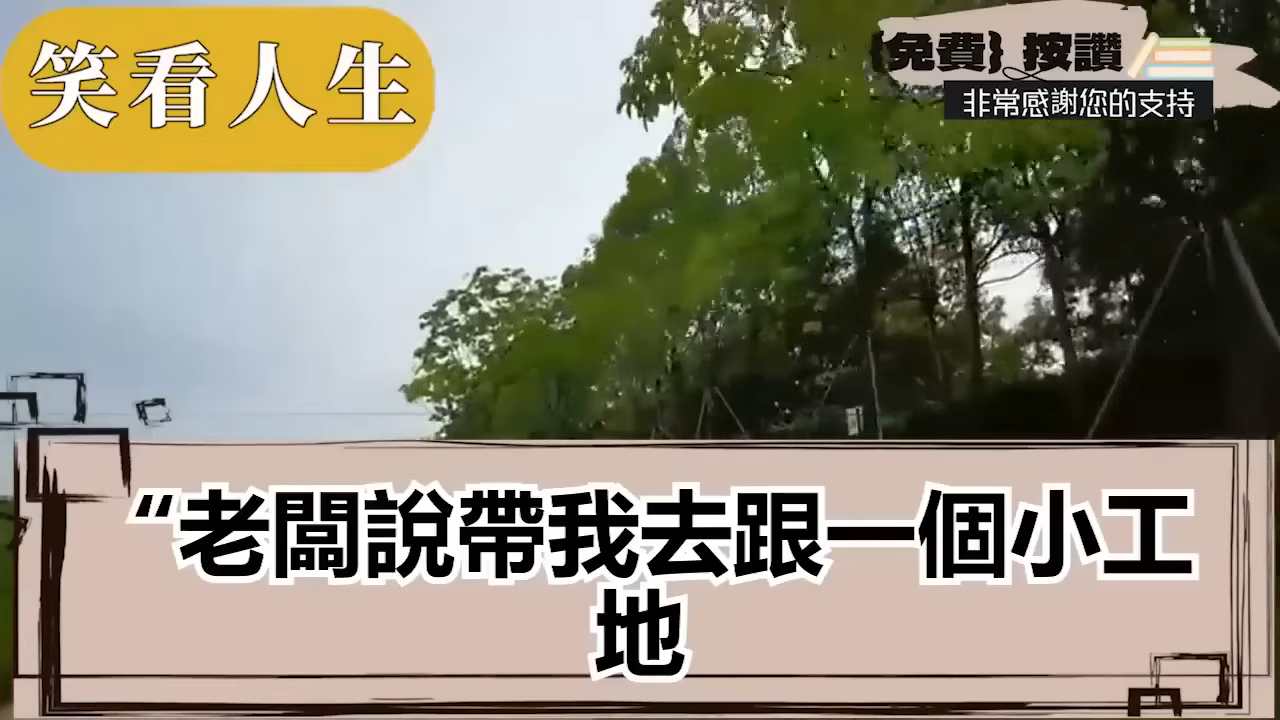 笑看人生
{免費} 按讚
非常感謝您的支持
“老闆說帶我去跟一個小工
地